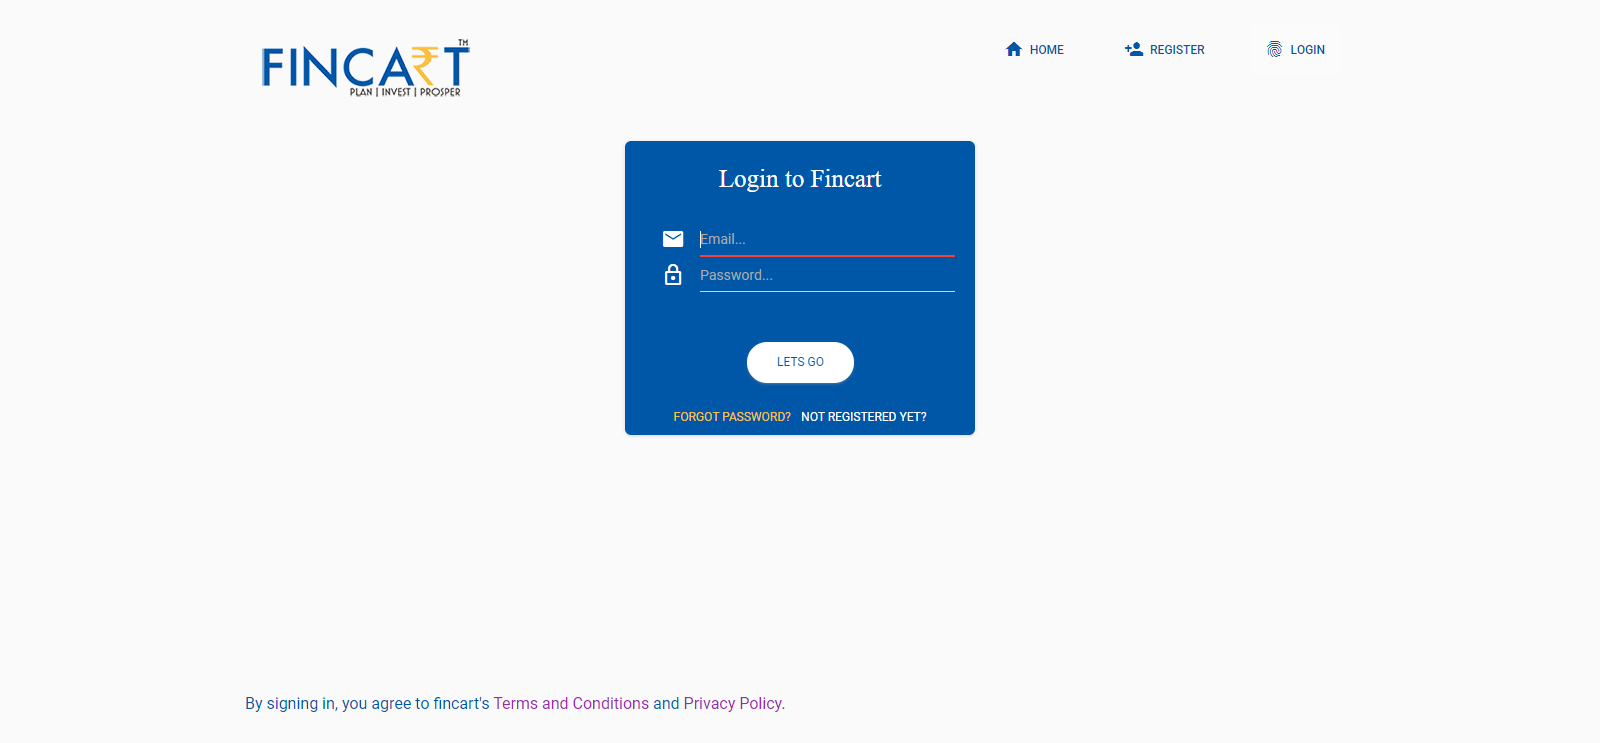 FINCA₹T TM
PLAN | INVEST | PROSPER
HOME
REGISTER
LOGIN
Login to Fincart
Email...
Password...
LETS GO
FORGOT PASSWORD? NOT REGISTERED YET?
By signing in, you agree to fincart's Terms and Conditions and Privacy Policy.